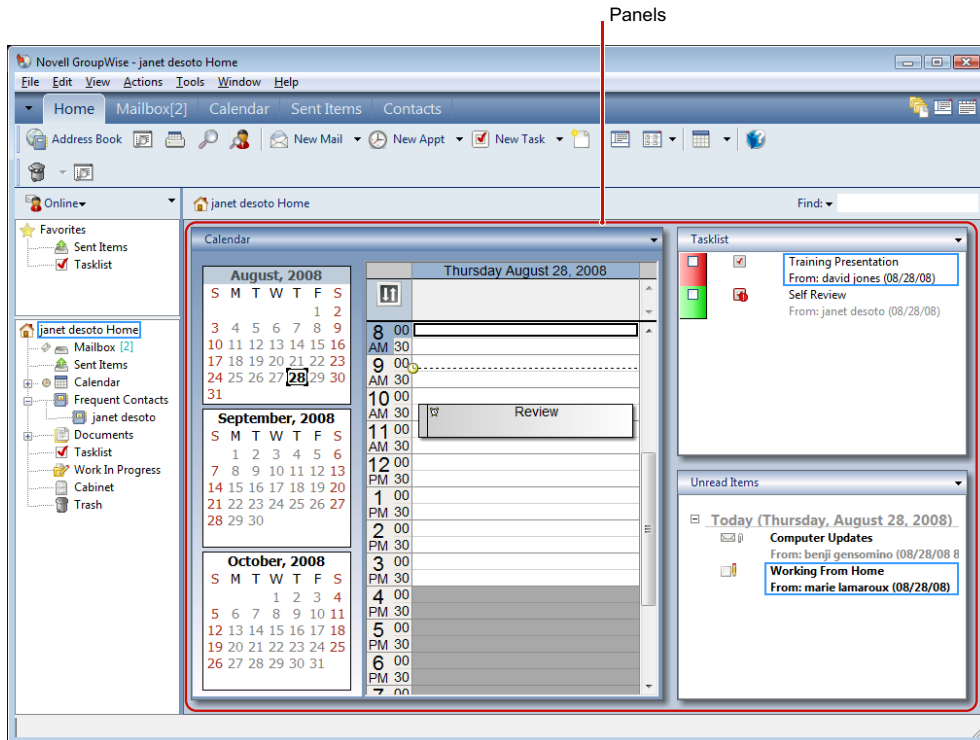 Panels
Novell GroupWise - janet desoto Home
File Edit View Actions Tools Window Help
Home Mailbox[2] Calendar Sent Items Contacts
Address Book New Mail New Appt New Task
Online
janet desoto Home
Find:
Favorites
Sent Items
Tasklist
janet desoto Home
Mailbox [2]
Sent Items
Calendar
Frequent Contacts
janet desoto
Documents
Tasklist
Work In Progress
Cabinet
Trash
Calendar
August, 2008
S M T W T F S
1 2
3 4 5 6 7 8 9
10 11 12 13 14 15 16
17 18 19 20 21 22 23
24 25 26 27 28 29 30
31
September, 2008
S M T W T F S
1 2 3 4 5 6
7 8 9 10 11 12 13
14 15 16 17 18 19 20
21 22 23 24 25 26 27
28 29 30
October, 2008
S M T W T F S
1 2 3 4
5 6 7 8 9 10 11
12 13 14 15 16 17 18
19 20 21 22 23 24 25
26 27 28 29 30 31
Thursday August 28, 2008
8 00
AM 30
9 00
AM 30
10 00
AM 30
Review
11 00
AM 30
12 00
PM 30
1 00
PM 30
2 00
PM 30
3 00
PM 30
4 00
PM 30
5 00
PM 30
6 00
PM 30
7 00
Tasklist
Training Presentation
From: david jones (08/28/08)
Self Review
From: janet desoto (08/28/08)
Unread Items
Today (Thursday, August 28, 2008)
Computer Updates
From: benji gensomino (08/28/08 8
Working From Home
From: marie lamaroux (08/28/08)